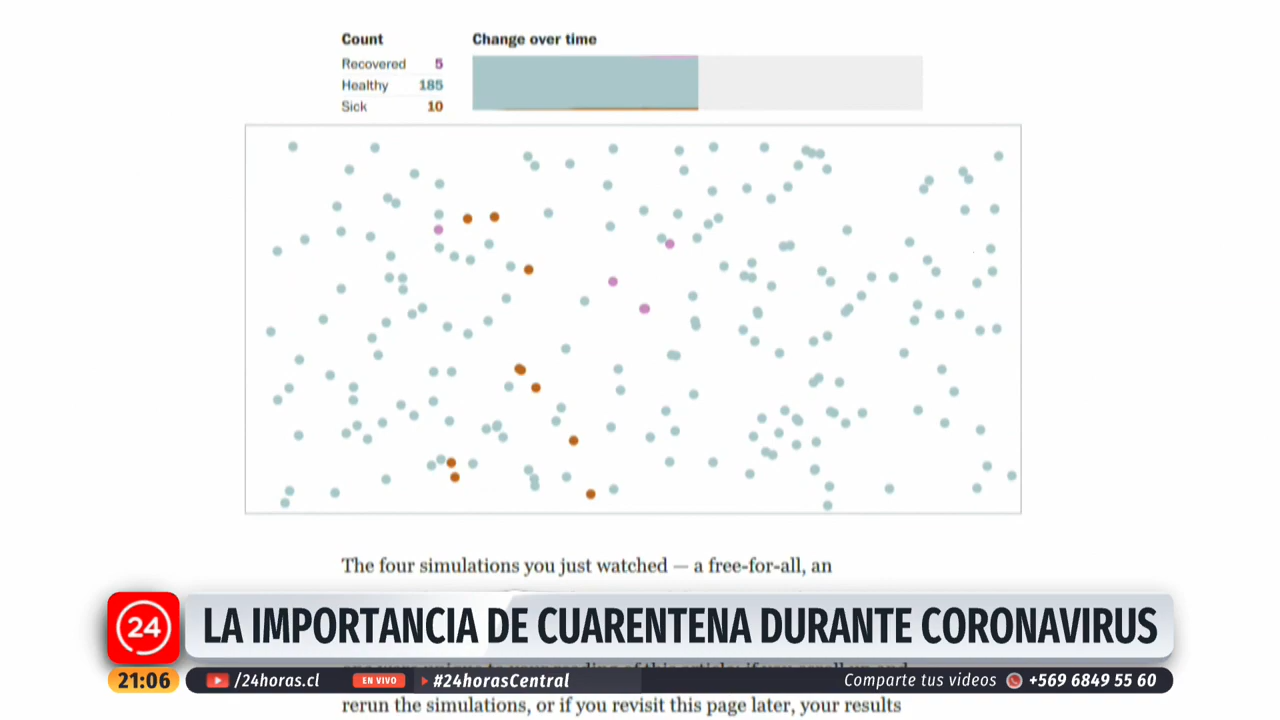 Count
Change over time
Recovered 5
Healthy 185
Sick 10
The four simulations you just watched — a free-for-all, an
24
LA IMPORTANCIA DE CUARENTENA DURANTE CORONAVIRUS
21:06
/24horas.cl
EN VIVO
#24horasCentral
Comparte tus videos
+569 6849 55 60
rerun the simulations, or if you revisit this page later, your results